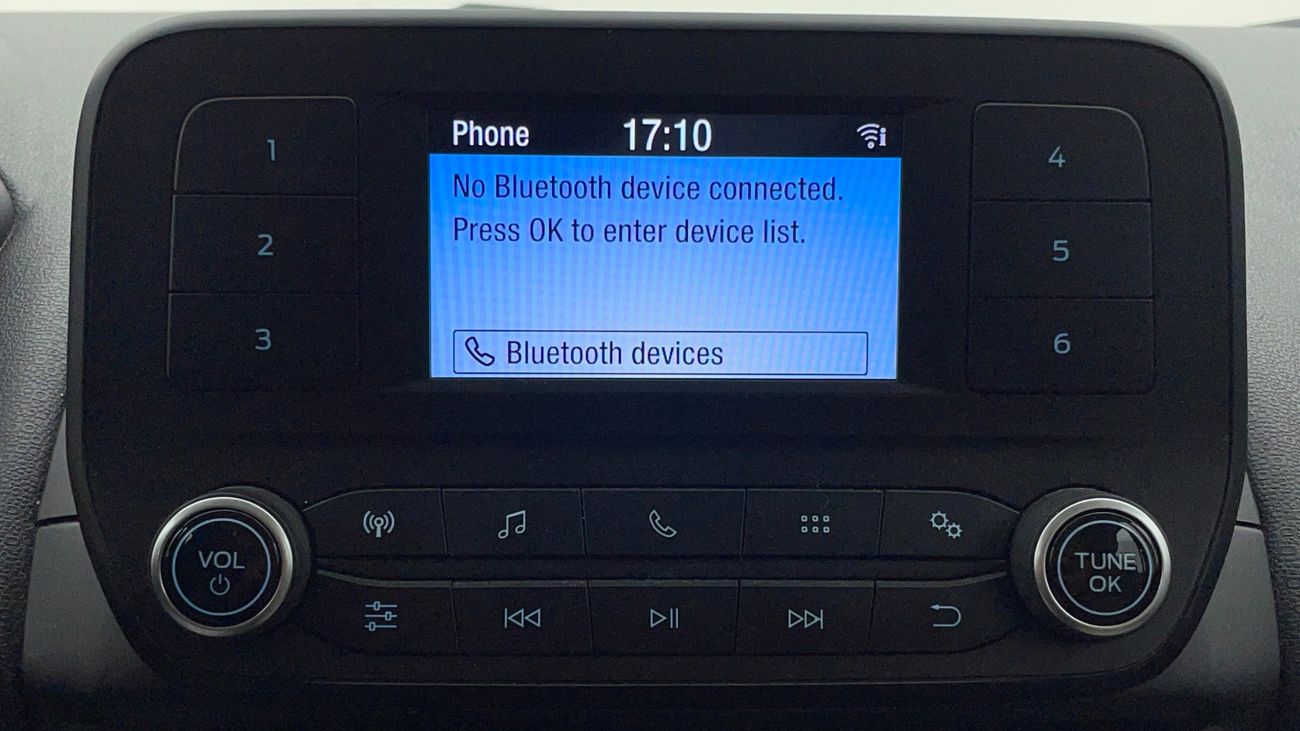 Phone 17:10 i
No Bluetooth device connected.
Press OK to enter device list.
Bluetooth devices
1
2
3
4
5
6
VOL
TUNE
OK